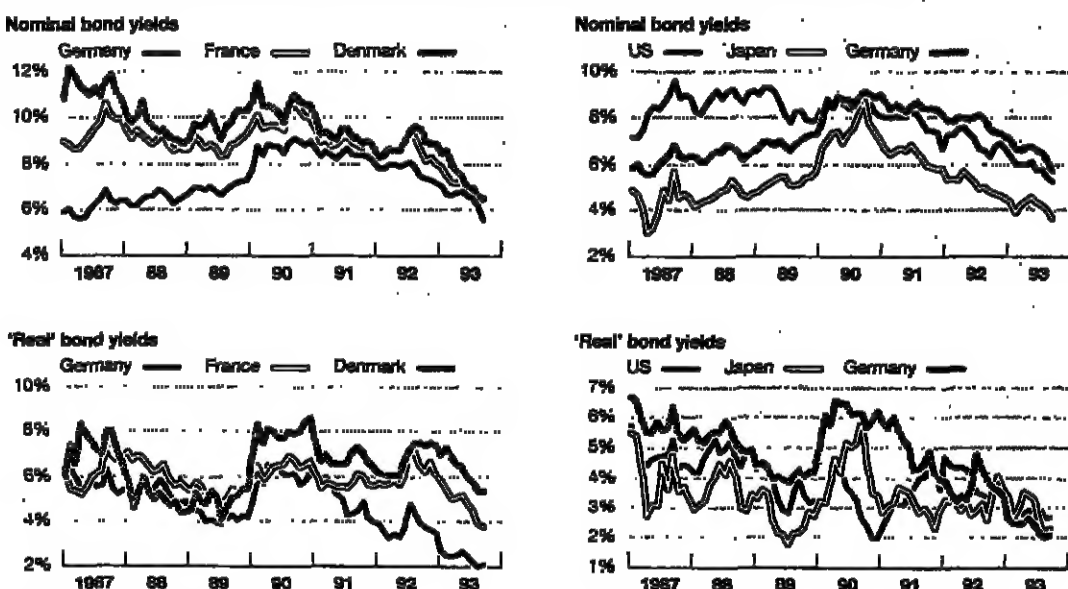 Nominal bond yields
Germany France Denmark
12%
10%
8%
6%
4%
1987 88 89 90 91 92 93
Nominal bond yields
US Japan Germany
10%
8%
6%
4%
2%
1987 88 89 90 91 92 93
'Real' bond yields
Germany France Denmark
10%
8%
6%
4%
2%
1987 88 89 90 91 92 93
'Real' bond yields
US Japan Germany
7%
6%
5%
4%
3%
2%
1%
1987 88 89 90 91 92 93